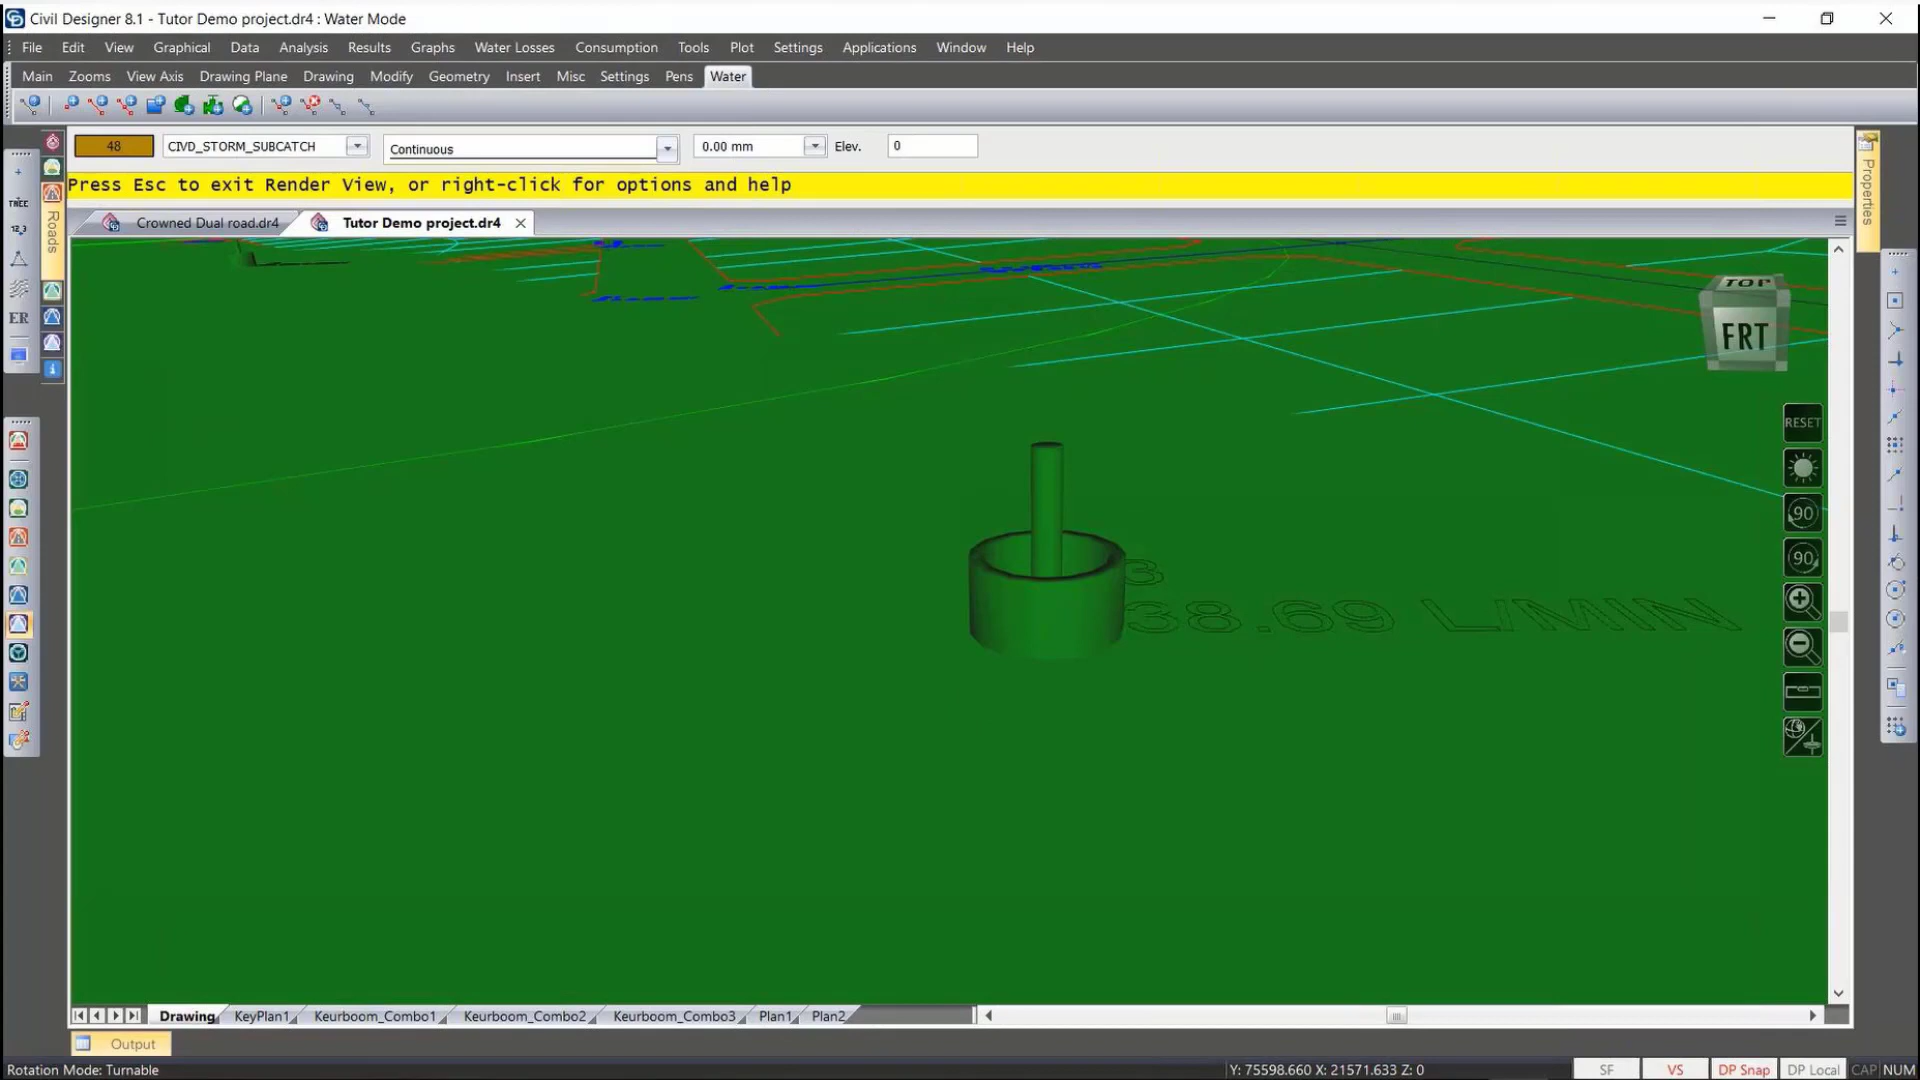 Civil Designer 8.1 - Tutor Demo project.dr4 : Water Mode
File Edit View Graphical Data Analysis Results Graphs Water Losses Consumption Tools Plot Settings Applications Window Help
Main Zooms View Axis Drawing Plane Drawing Modify Geometry Insert Misc Settings Pens Water
48 CIVD_STORM_SUBCATCH Continuous 0.00 mm Elev. 0
Press Esc to exit Render View, or right-click for options and help
Crowned Dual road.dr4 Tutor Demo project.dr4
Properties
Roads
TREE
12.3
ER
TOP
FRT
RESET
90
90
3
38.69 L/MIN
Drawing KeyPlan1 Keurboom_Combo1 Keurboom_Combo2 Keurboom_Combo3 Plan1 Plan2
Output
Rotation Mode: Turnable Y: 75598.660 X: 21571.633 Z: 0 SF VS DP Snap DP Local CAP NUM